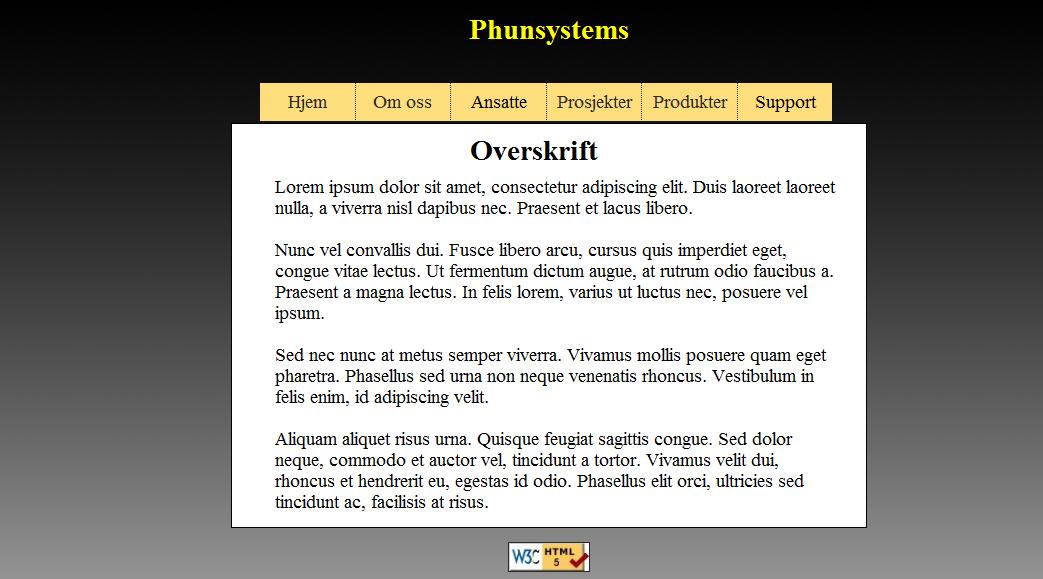 Phunsystems
Hjem Om oss Ansatte Prosjekter Produkter Support
Overskrift
Lorem ipsum dolor sit amet, consectetur adipiscing elit. Duis laoreet laoreet
nulla, a viverra nisl dapibus nec. Praesent et lacus libero.
Nunc vel convallis dui. Fusce libero arcu, cursus quis imperdiet eget,
congue vitae lectus. Ut fermentum dictum augue, at rutrum odio faucibus a.
Praesent a magna lectus. In felis lorem, varius ut luctus nec, posuere vel
ipsum.
Sed nec nunc at metus semper viverra. Vivamus mollis posuere quam eget
pharetra. Phasellus sed urna non neque venenatis rhoncus. Vestibulum in
felis enim, id adipiscing velit.
Aliquam aliquet risus urna. Quisque feugiat sagittis congue. Sed dolor
neque, commodo et auctor vel, tincidunt a tortor. Vivamus velit dui,
rhoncus et hendrerit eu, egestas id odio. Phasellus elit orci, ultricies sed
tincidunt ac, facilisis at risus.
W3C HTML
5